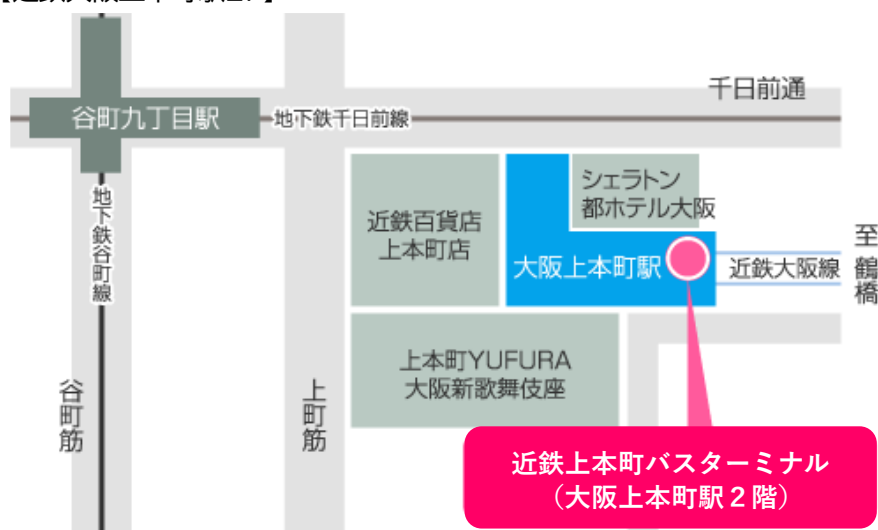 千日前通
谷町九丁目駅
地下鉄千日前線
シェラトン
都ホテル大阪
近鉄百貨店
上本町店
地下鉄谷町線
大阪上本町駅
近鉄大阪線
至鶴橋
上本町YUFURA
大阪新歌舞伎座
谷町筋
上町筋
近鉄上本町バスターミナル
（大阪上本町駅２階）